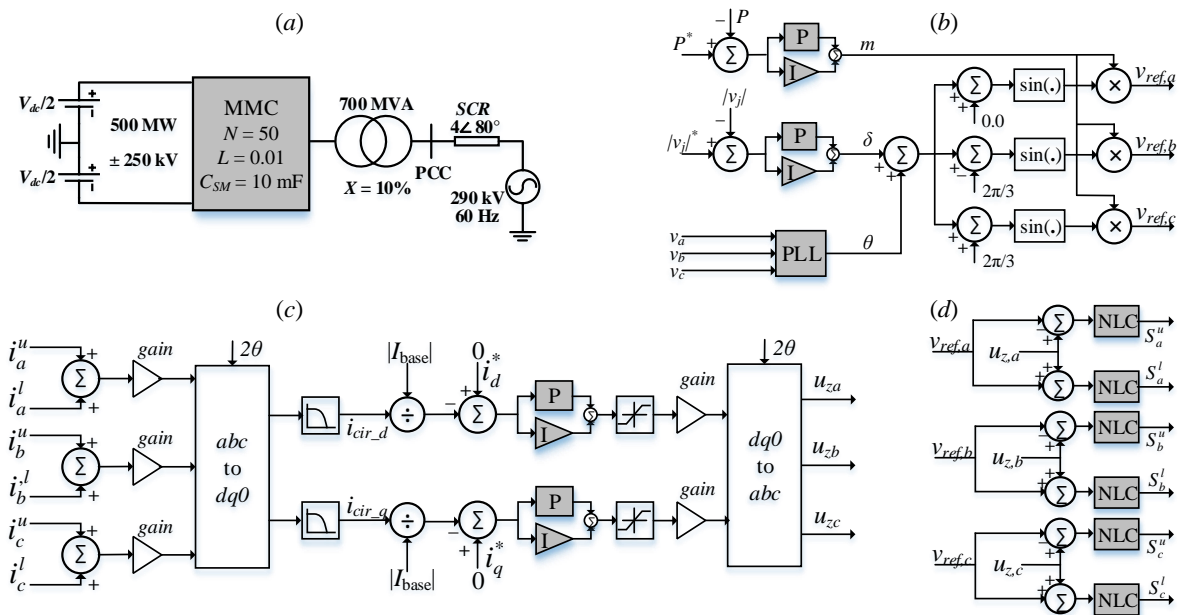 (a)
V_dc/2
+
−
500 MW
± 250 kV
V_dc/2
+
−
MMC
N = 50
L = 0.01
C_SM = 10 mF
700 MVA
X = 10%
PCC
SCR
4∠80°
290 kV
60 Hz
(b)
P
−
P*
+
Σ
P
I
Σ
m
|v_j|
−
|v_j|*
+
Σ
P
I
Σ
δ
Σ
+
+
v_a
v_b
v_c
PLL
θ
Σ
+
+
0.0
sin(.)
×
v_ref,a
Σ
+
−
2π/3
sin(.)
×
v_ref,b
Σ
+
+
2π/3
sin(.)
×
v_ref,c
(c)
i_a^u
+
i_a^l
+
Σ
gain
i_b^u
+
i_b^l
+
Σ
gain
i_c^u
+
i_c^l
+
Σ
gain
2θ
abc
to
dq0
i_cir_d
|I_base|
÷
0
i_d^*
−
+
Σ
P
I
Σ
gain
i_cir_q
÷
|I_base|
−
+
Σ
0
i_q^*
P
I
Σ
gain
2θ
dq0
to
abc
u_za
u_zb
u_zc
(d)
v_ref,a
u_z,a
−
Σ
+
NLC
S_a^u
+
+
Σ
NLC
S_a^l
v_ref,b
u_z,b
−
Σ
+
NLC
S_b^u
+
+
Σ
NLC
S_b^l
v_ref,c
u_z,c
−
Σ
+
NLC
S_c^u
+
+
Σ
NLC
S_c^l